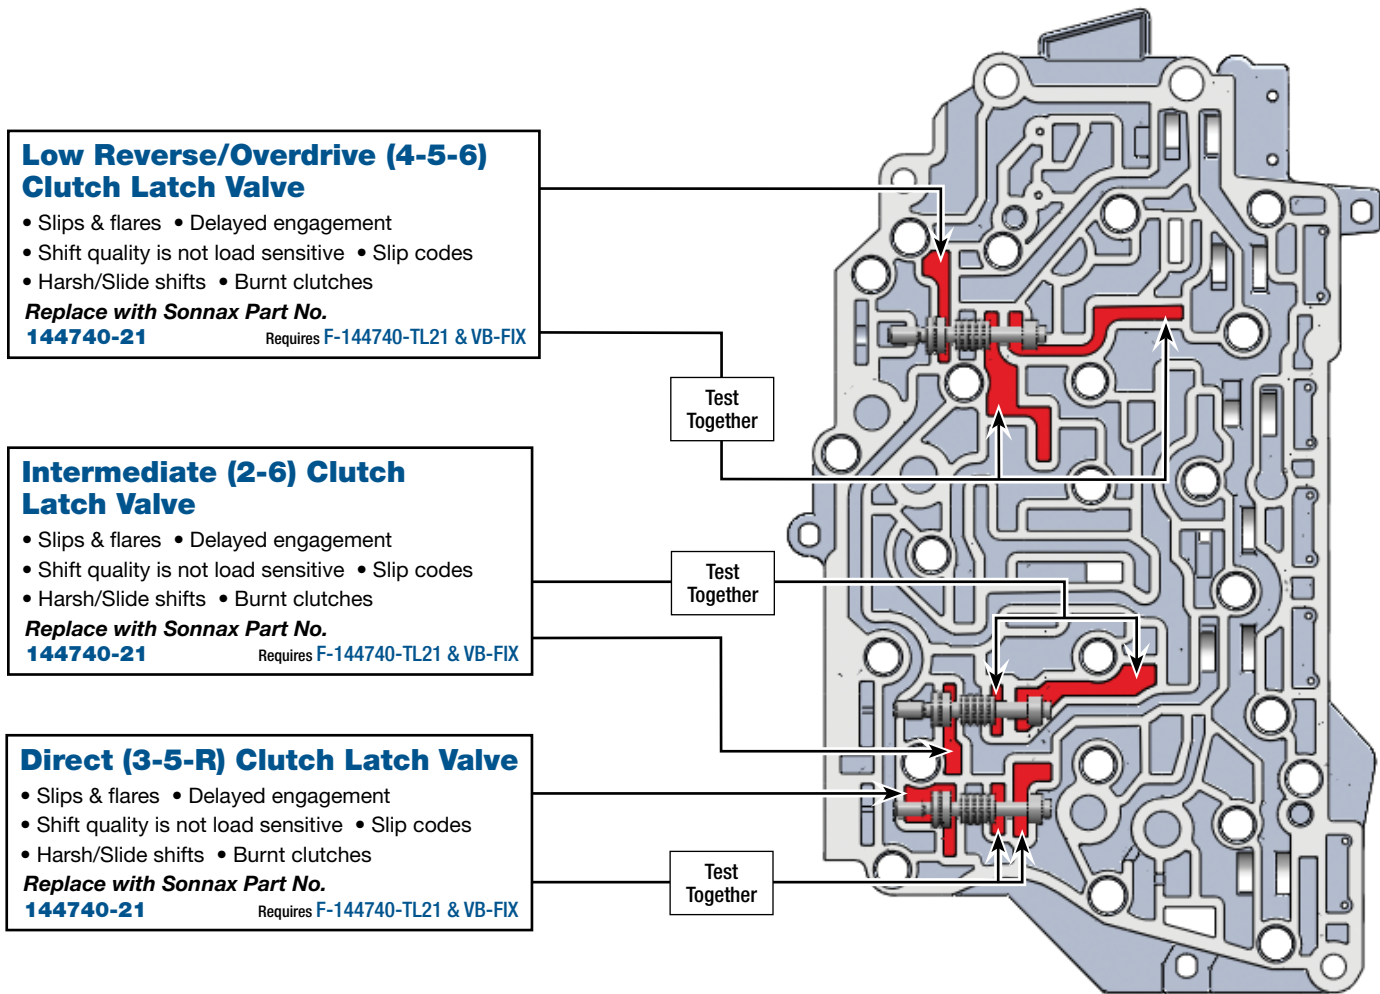 Low Reverse/Overdrive (4-5-6)
Clutch Latch Valve
• Slips & flares • Delayed engagement
• Shift quality is not load sensitive • Slip codes
• Harsh/Slide shifts • Burnt clutches
Replace with Sonnax Part No.
144740-21 Requires F-144740-TL21 & VB-FIX
Test
Together
Intermediate (2-6) Clutch
Latch Valve
• Slips & flares • Delayed engagement
• Shift quality is not load sensitive • Slip codes
• Harsh/Slide shifts • Burnt clutches
Replace with Sonnax Part No.
144740-21 Requires F-144740-TL21 & VB-FIX
Test
Together
Direct (3-5-R) Clutch Latch Valve
• Slips & flares • Delayed engagement
• Shift quality is not load sensitive • Slip codes
• Harsh/Slide shifts • Burnt clutches
Replace with Sonnax Part No.
144740-21 Requires F-144740-TL21 & VB-FIX
Test
Together